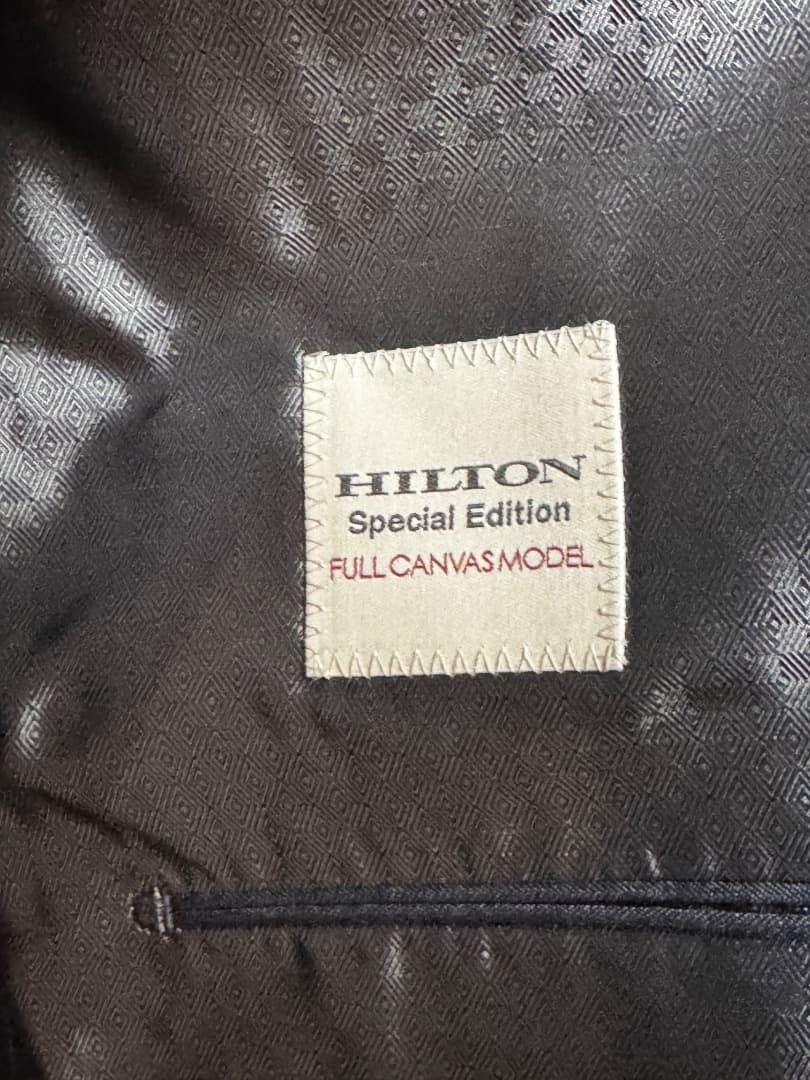 HILTON
Special Edition
FULL CANVAS MODEL